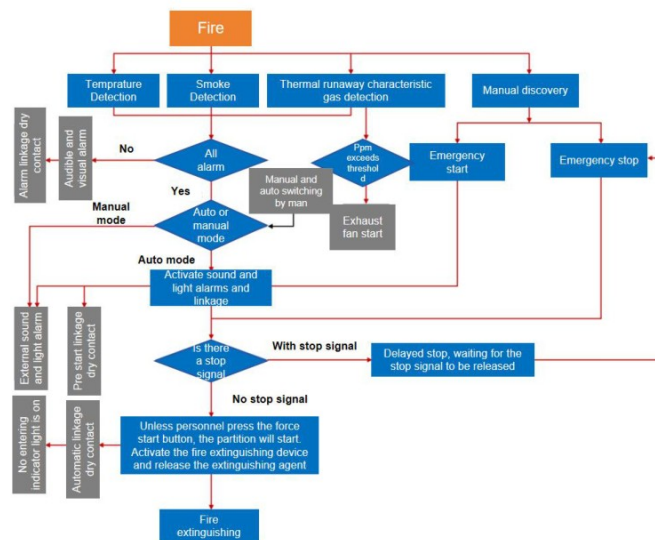 Fire
Temprature
Detection
Smoke
Detection
Thermal runaway characteristic
gas detection
Manual discovery
Alarm linkage dry
contact
Audible and
visual alarm
No
All
alarm
Ppm
exceeds
threshol
d
Emergency
start
Emergency stop
Yes
Manual
mode
Manual and
auto switching
by man
Auto or
manual
mode
Exhaust
fan start
Auto mode
Activate sound and
light alarms and
linkage
External sound
and light alarm
Pre start linkage
dry contact
Is there
a stop
signal
With stop signal
Delayed stop, waiting for the
stop signal to be released
No stop signal
No entering
indicator light is on
Automatic linkage
dry contact
Unless personnel press the force
start button, the partition will start.
Activate the fire extinguishing device
and release the extinguishing agent
Fire
extinguishing